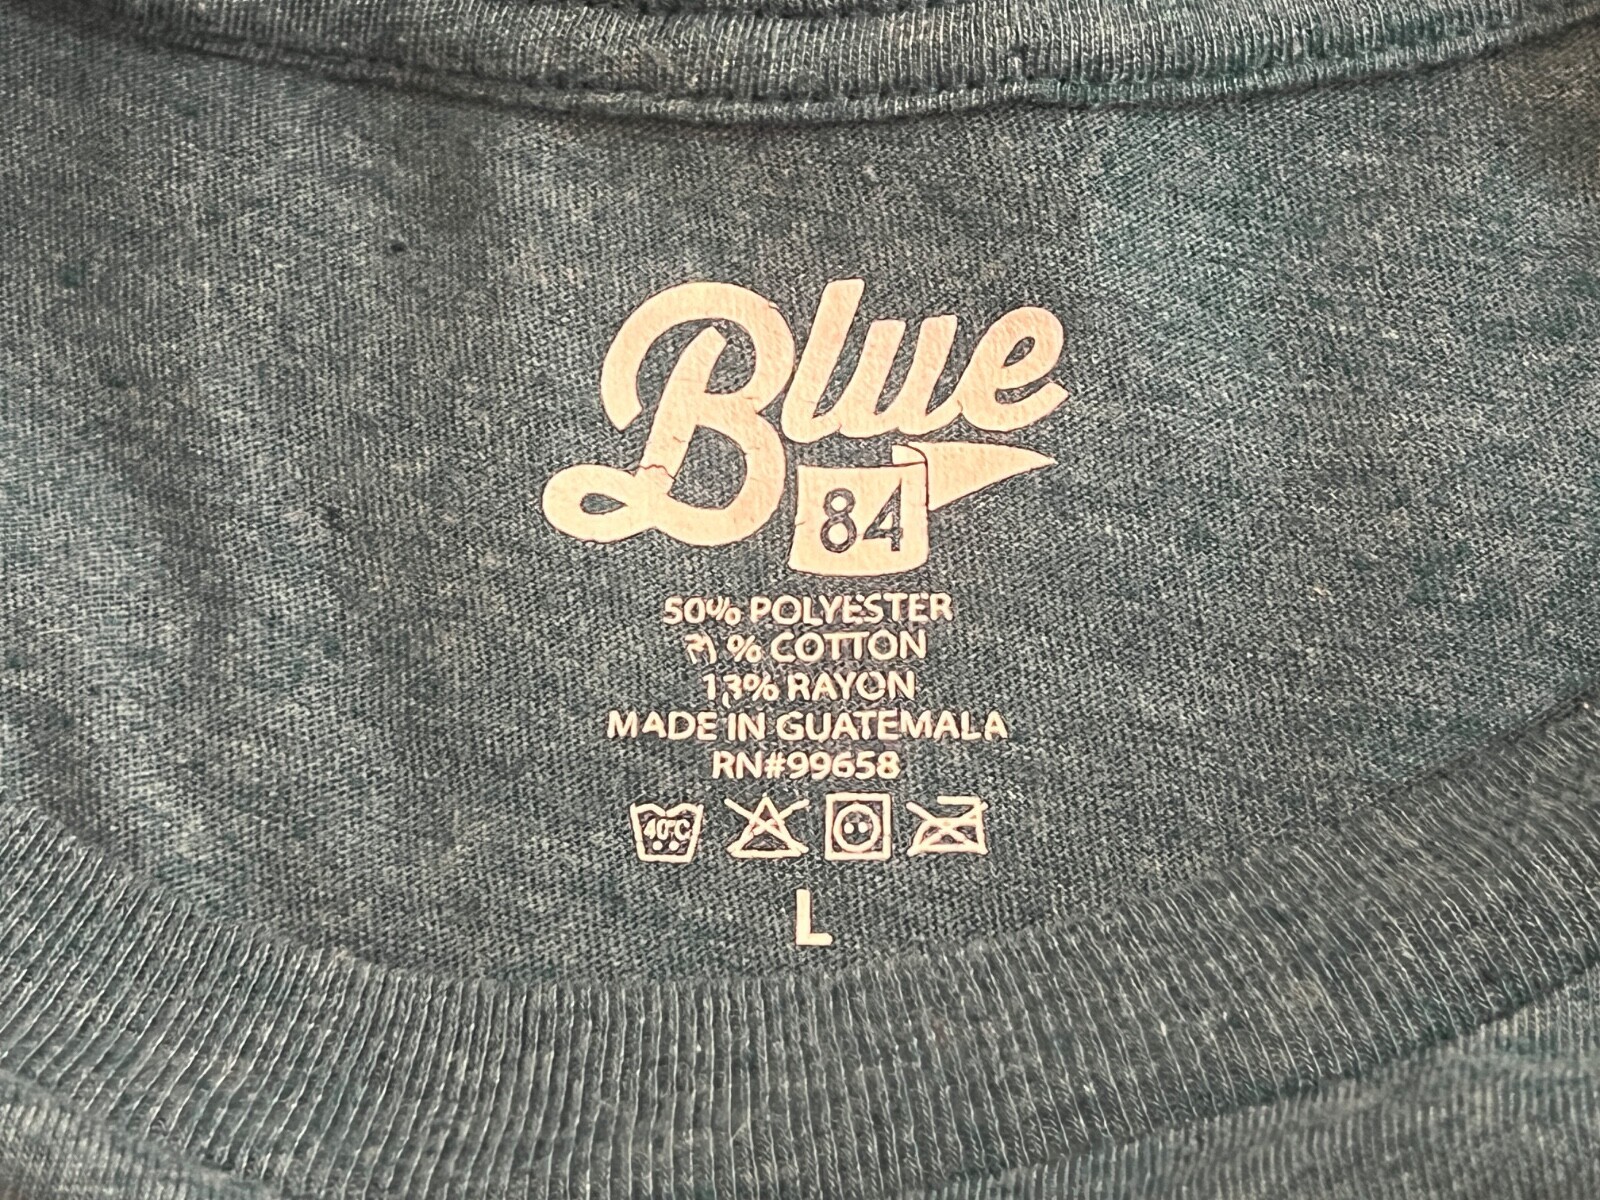 Blue
84
50% POLYESTER
% COTTON
13% RAYON
MADE IN GUATEMALA
RN#99658
40°C
L